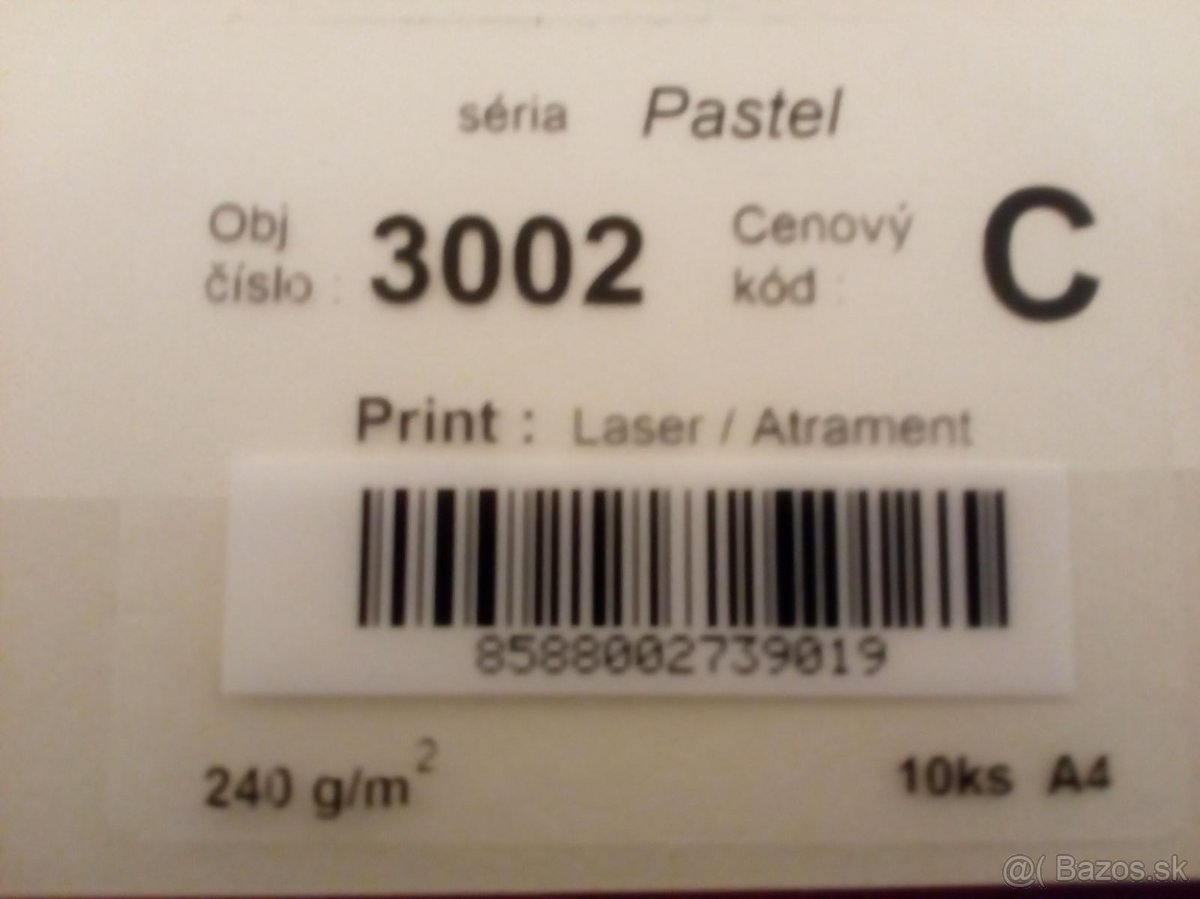 séria Pastel
Obj číslo : 3002 Cenový kód : C
Print : Laser / Atrament
8588002739019
240 g/m²
10ks A4
@( Bazos.sk